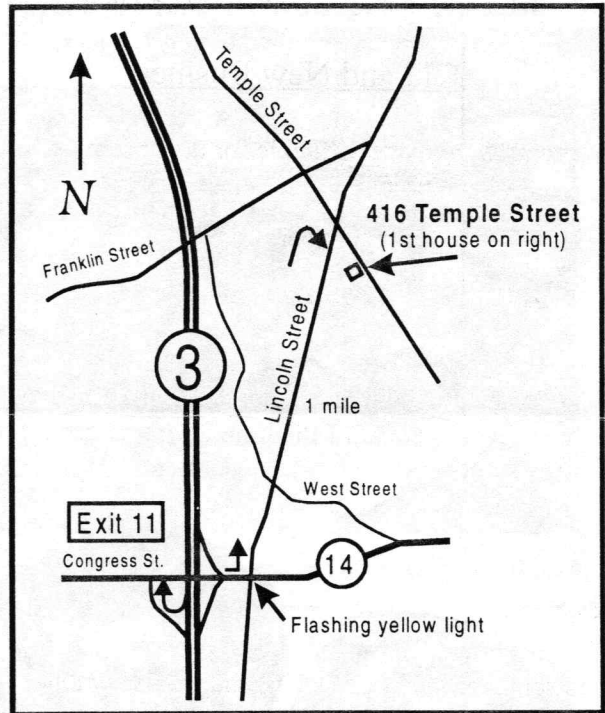 Temple Street
N
416 Temple Street
(1st house on right)
Franklin Street
3
Lincoln Street
1 mile
West Street
Exit 11
Congress St.
14
Flashing yellow light